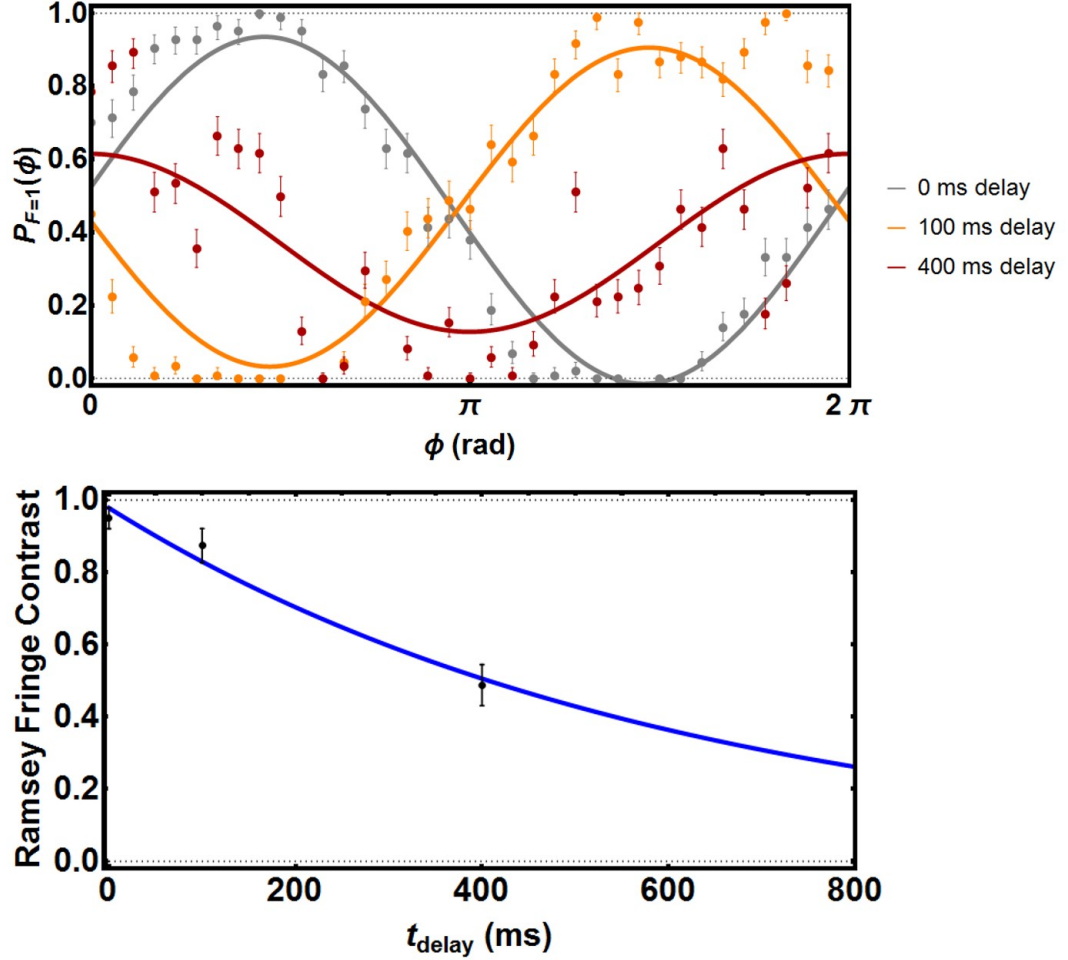 1.0
0.8
0.6
0.4
0.2
0.0
P_{F=1}(ϕ)
0 π 2 π
ϕ (rad)
0 ms delay
100 ms delay
400 ms delay
1.0
0.8
0.6
0.4
0.2
0.0
Ramsey Fringe Contrast
0 200 400 600 800
t_{delay} (ms)